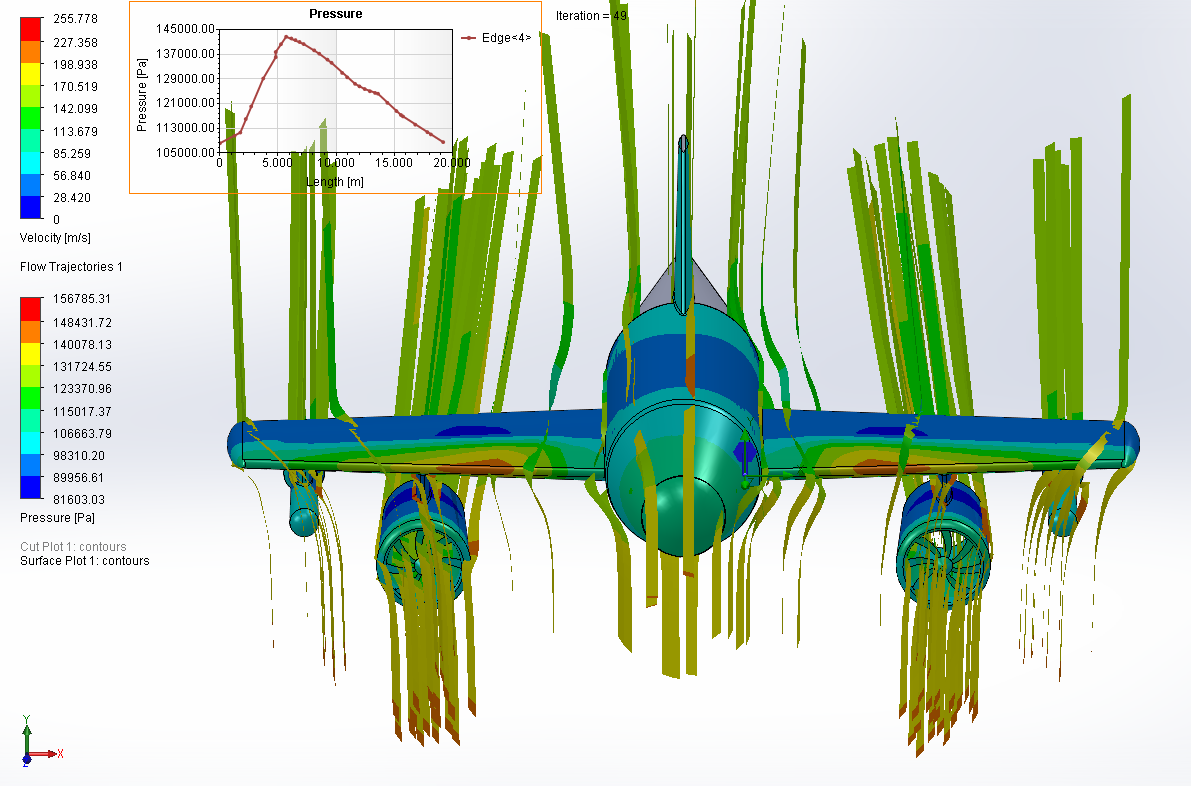 255.778
227.358
198.938
170.519
142.099
113.679
85.259
56.840
28.420
0
Velocity [m/s]
Flow Trajectories 1
156785.31
148431.72
140078.13
131724.55
123370.96
115017.37
106663.79
98310.20
89956.61
81603.03
Pressure [Pa]
Cut Plot 1: contours
Surface Plot 1: contours
Pressure
Iteration = 49
Edge<4>
Pressure [Pa]
145000.00
137000.00
129000.00
121000.00
113000.00
105000.00
0 5.000 10.000 15.000 20.000
Length [m]
Y
X
Z